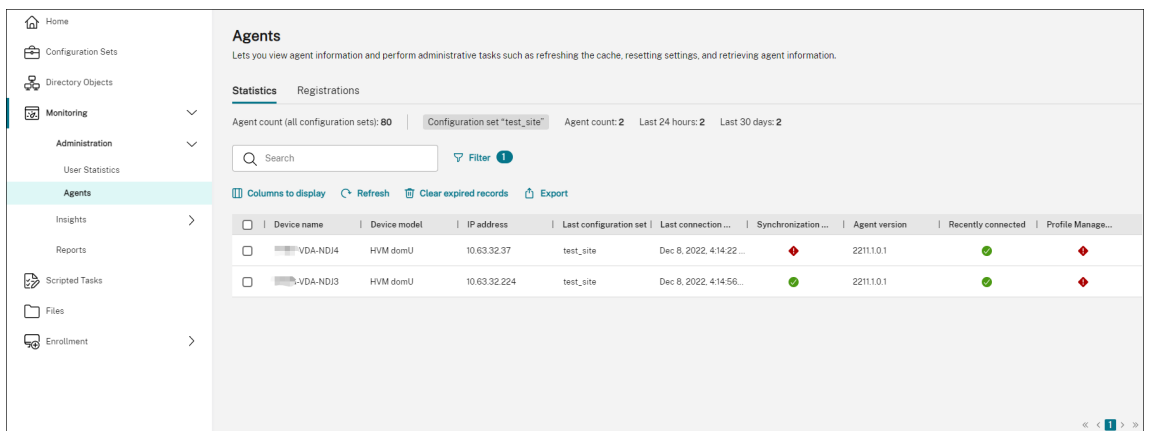 Home
Configuration Sets
Directory Objects
Monitoring
Administration
User Statistics
Agents
Insights
Reports
Scripted Tasks
Files
Enrollment
Agents
Lets you view agent information and perform administrative tasks such as refreshing the cache, resetting settings, and retrieving agent information.
Statistics Registrations
Agent count (all configuration sets): 80 Configuration set "test_site" Agent count: 2 Last 24 hours: 2 Last 30 days: 2
Search Filter 1
Columns to display Refresh Clear expired records Export
Device name Device model IP address Last configuration set Last connection ... Synchronization ... Agent version Recently connected Profile Manage...
VDA-NDJ4 HVM domU 10.63.32.37 test_site Dec 8, 2022, 4:14:22 ... 2211.1.0.1
-VDA-NDJ3 HVM domU 10.63.32.224 test_site Dec 8, 2022, 4:14:56... 2211.1.0.1
« < 1 > »